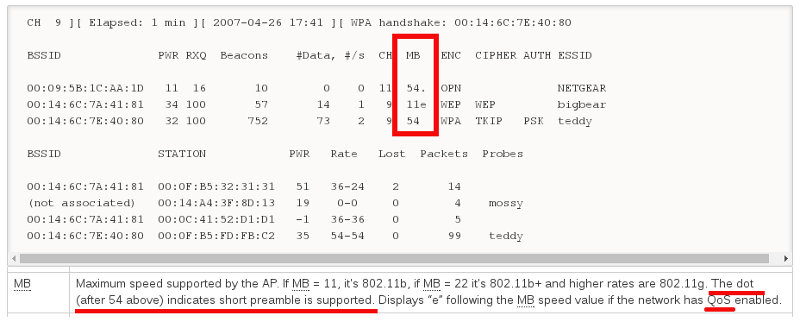 CH 9 ][ Elapsed: 1 min ][ 2007-04-26 17:41 ][ WPA handshake: 00:14:6C:7E:40:80
BSSID PWR RXQ Beacons #Data, #/s CH MB ENC CIPHER AUTH ESSID
00:09:5B:1C:AA:1D 11 16 10 0 0 11 54. OPN NETGEAR
00:14:6C:7A:41:81 34 100 57 14 1 9 11e WEP WEP bigbear
00:14:6C:7E:40:80 32 100 752 73 2 9 54 WPA TKIP PSK teddy
BSSID STATION PWR Rate Lost Packets Probes
00:14:6C:7A:41:81 00:0F:B5:32:31:31 51 36-24 2 14
(not associated) 00:14:A4:3F:8D:13 19 0-0 0 4 mossy
00:14:6C:7A:41:81 00:0C:41:52:D1:D1 -1 36-36 0 5
00:14:6C:7E:40:80 00:0F:B5:FD:FB:C2 35 54-54 0 99 teddy
MB Maximum speed supported by the AP. If MB = 11, it's 802.11b, if MB = 22 it's 802.11b+ and higher rates are 802.11g. The dot
(after 54 above) indicates short preamble is supported. Displays “e” following the MB speed value if the network has QoS enabled.